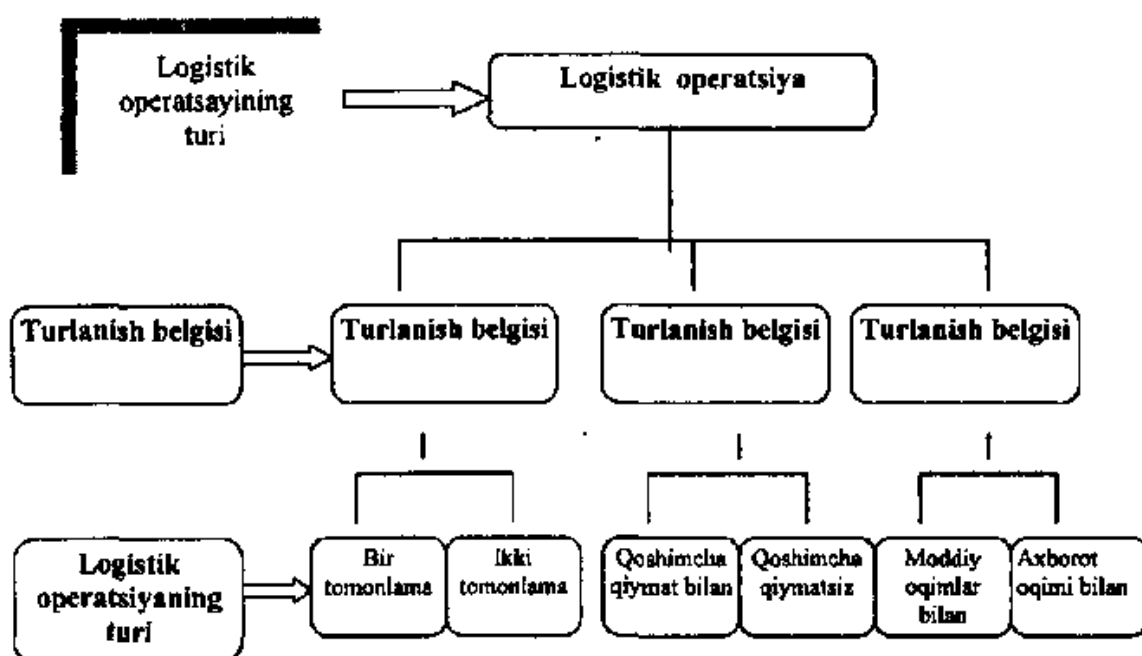 Logistik
operatsayining
turi
Logistik operatsiya
Turlanish belgisi
Turlanish belgisi
Turlanish belgisi
Turlanish belgisi
Logistik
operatsiyaning
turi
Bir
tomonlama
Ikki
tomonlama
Qoshimcha
qiymat bilan
Qoshimcha
qiymatsiz
Moddiy
oqimlar
bilan
Axborot
oqimi bilan